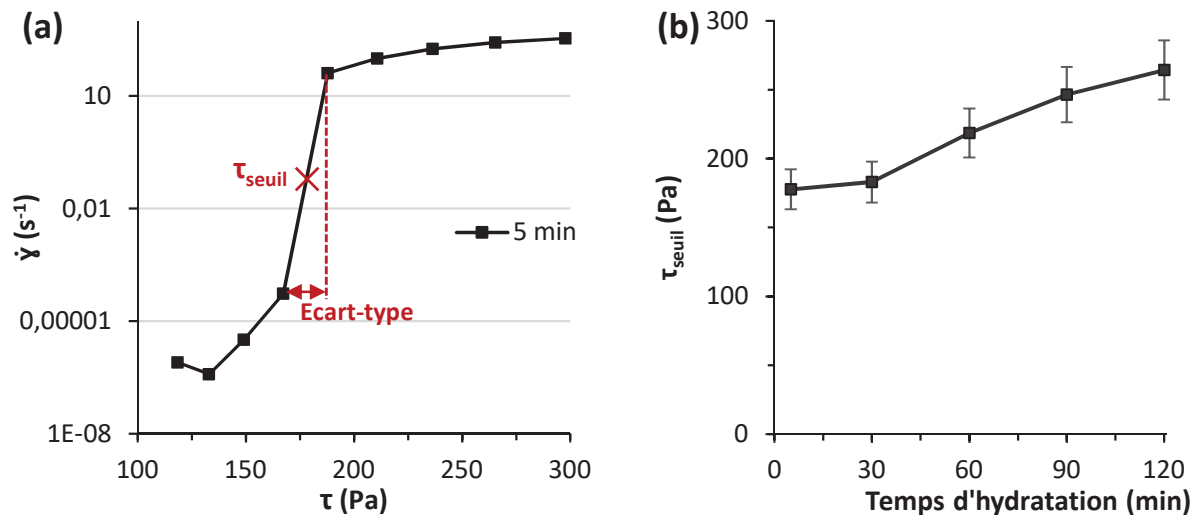 (a)
10
0,01
0,00001
1E-08
γ̇ (s⁻¹)
τseuil
5 min
Ecart-type
100 150 200 250 300
τ (Pa)
(b)
300
200
100
0
τseuil (Pa)
0 30 60 90 120
Temps d'hydratation (min)